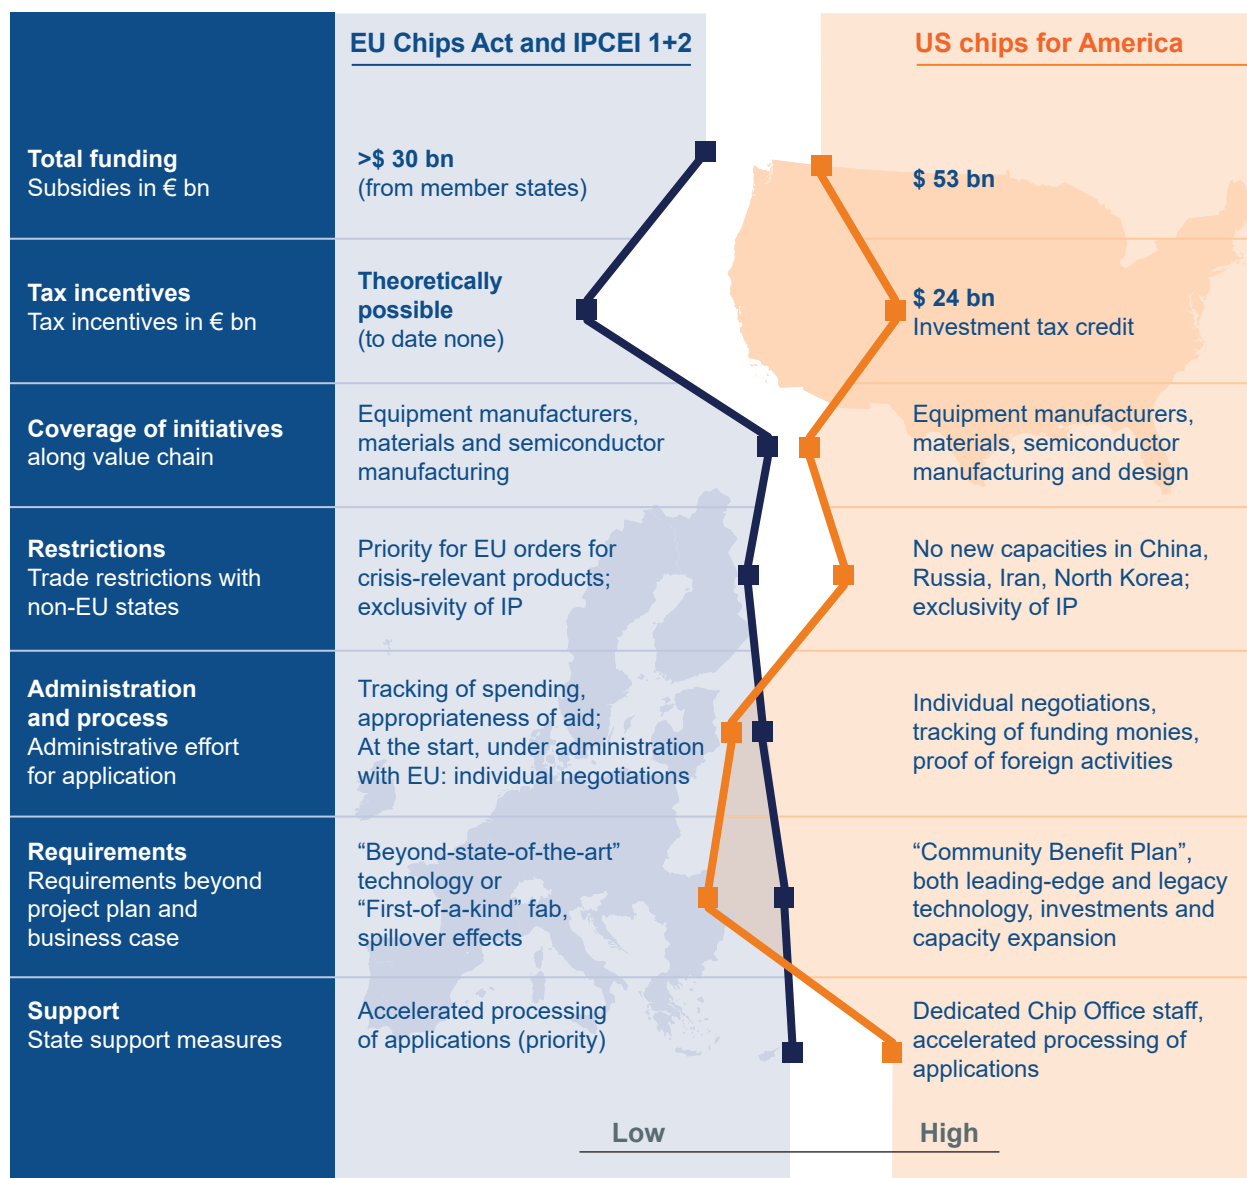 EU Chips Act and IPCEI 1+2
US chips for America
Total funding
Subsidies in € bn
>$ 30 bn
(from member states)
$ 53 bn
Tax incentives
Tax incentives in € bn
Theoretically
possible
(to date none)
$ 24 bn
Investment tax credit
Coverage of initiatives
along value chain
Equipment manufacturers,
materials and semiconductor
manufacturing
Equipment manufacturers,
materials, semiconductor
manufacturing and design
Restrictions
Trade restrictions with
non-EU states
Priority for EU orders for
crisis-relevant products;
exclusivity of IP
No new capacities in China,
Russia, Iran, North Korea;
exclusivity of IP
Administration
and process
Administrative effort
for application
Tracking of spending,
appropriateness of aid;
At the start, under administration
with EU: individual negotiations
Individual negotiations,
tracking of funding monies,
proof of foreign activities
Requirements
Requirements beyond
project plan and
business case
“Beyond-state-of-the-art”
technology or
“First-of-a-kind” fab,
spillover effects
“Community Benefit Plan”,
both leading-edge and legacy
technology, investments and
capacity expansion
Support
State support measures
Accelerated processing
of applications (priority)
Dedicated Chip Office staff,
accelerated processing of
applications
Low
High